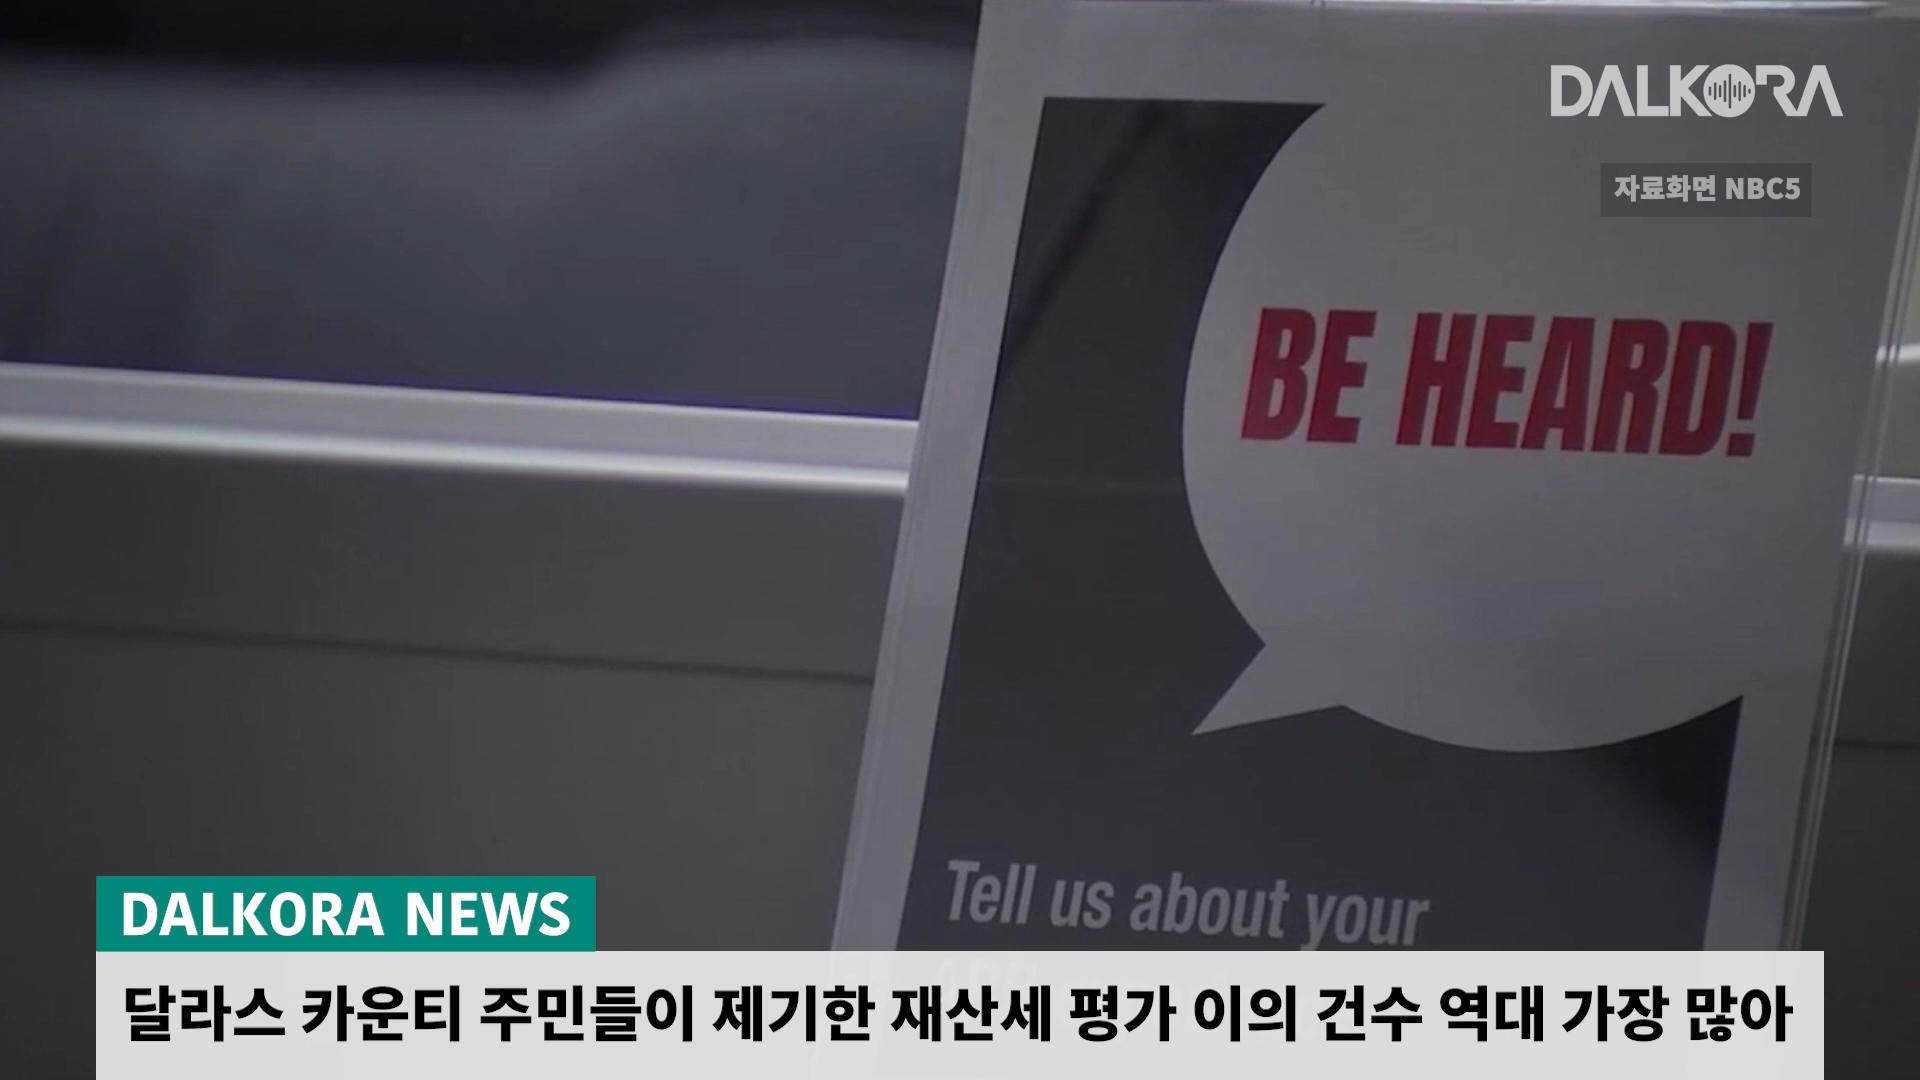 DALKORA
자료화면 NBC5
BE HEARD!
Tell us about your
DALKORA NEWS
달라스 카운티 주민들이 제기한 재산세 평가 이의 건수 역대 가장 많아